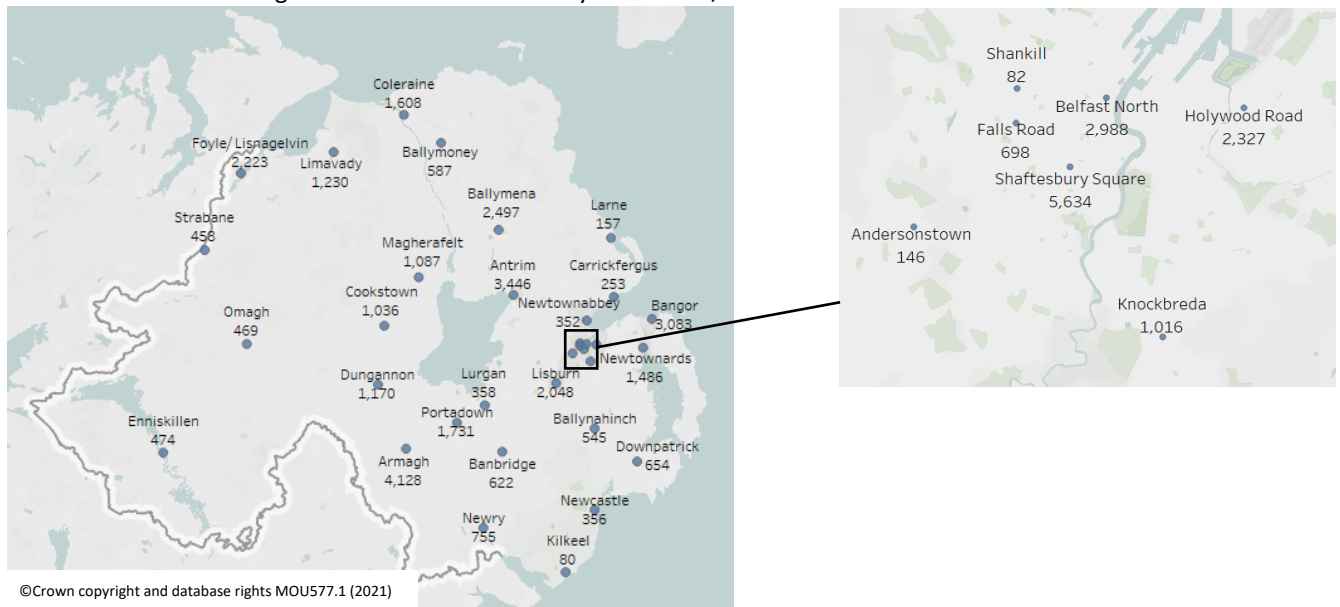 Coleraine
1,608
Foyle/ Lisnagelvin
2,223
Limavady
1,230
Ballymoney
587
Ballymena
2,497
Larne
157
Strabane
458
Magherafelt
1,087
Antrim
3,446
Carrickfergus
253
Cookstown
1,036
Newtownabbey
352
Bangor
3,083
Omagh
469
Newtownards
1,486
Dungannon
1,170
Lurgan
358
Lisburn
2,048
Portadown
1,731
Ballynahinch
545
Enniskillen
474
Downpatrick
654
Armagh
4,128
Banbridge
622
Newcastle
356
Newry
755
Kilkeel
80
©Crown copyright and database rights MOU577.1 (2021)
Shankill
82
Belfast North
2,988
Holywood Road
2,327
Falls Road
698
Shaftesbury Square
5,634
Andersonstown
146
Knockbreda
1,016